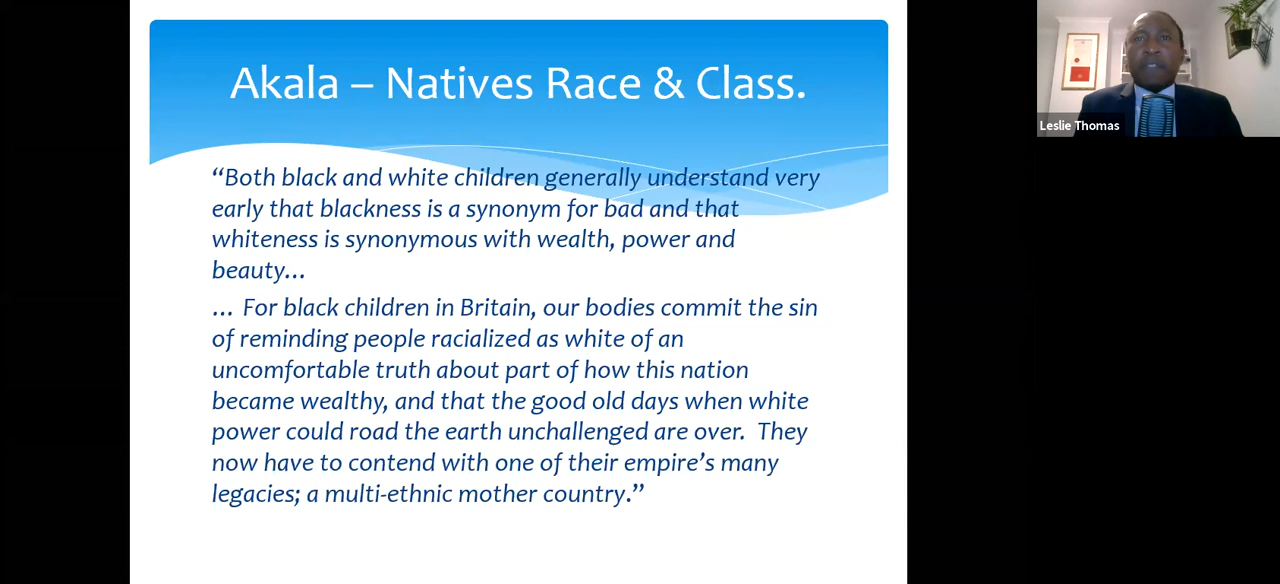 Akala – Natives Race & Class.
“Both black and white children generally understand very
early that blackness is a synonym for bad and that
whiteness is synonymous with wealth, power and
beauty…
… For black children in Britain, our bodies commit the sin
of reminding people racialized as white of an
uncomfortable truth about part of how this nation
became wealthy, and that the good old days when white
power could road the earth unchallenged are over. They
now have to contend with one of their empire’s many
legacies; a multi-ethnic mother country.”
Leslie Thomas